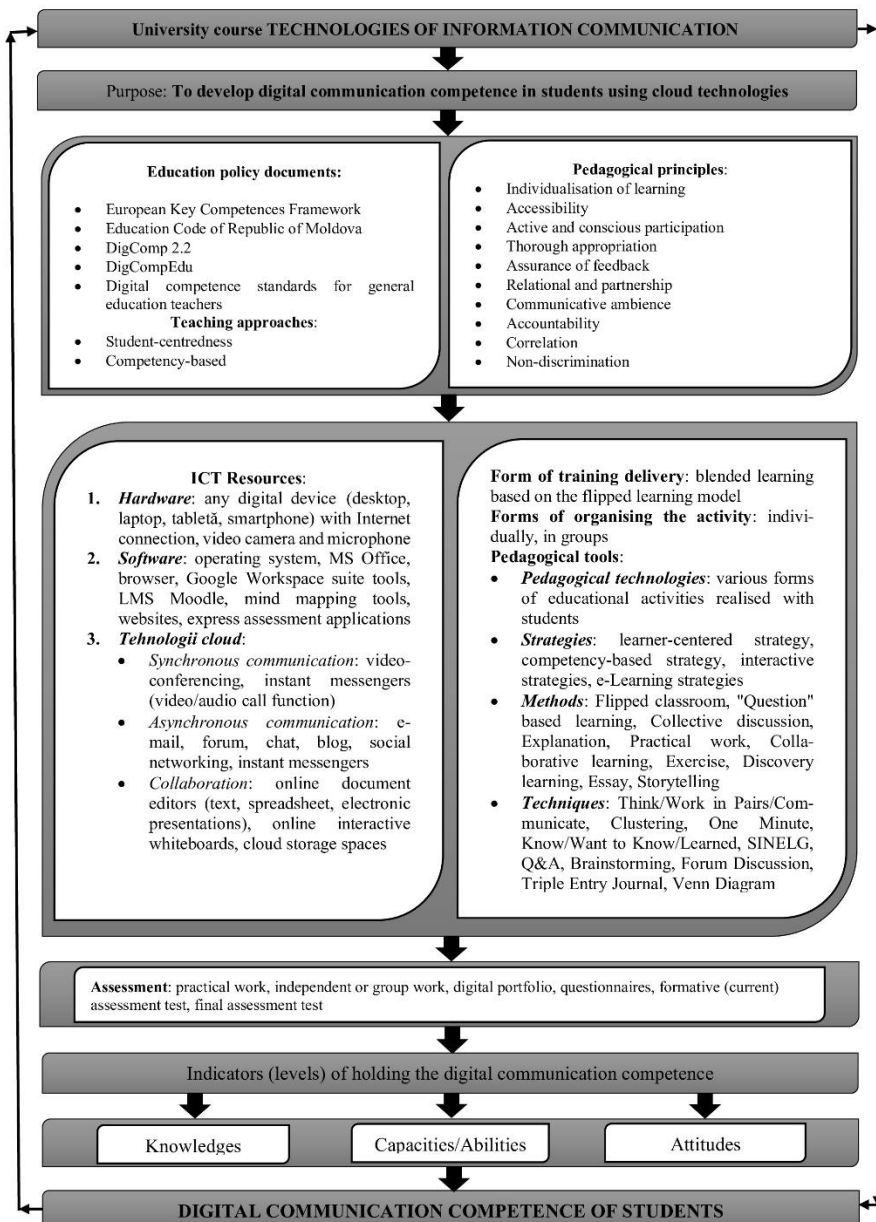 University course TECHNOLOGIES OF INFORMATION COMMUNICATION
Purpose: To develop digital communication competence in students using cloud technologies
Education policy documents:
• European Key Competences Framework
• Education Code of Republic of Moldova
• DigComp 2.2
• DigCompEdu
• Digital competence standards for general
education teachers
Teaching approaches:
• Student-centredness
• Competency-based
Pedagogical principles:
• Individualisation of learning
• Accessibility
• Active and conscious participation
• Thorough appropriation
• Assurance of feedback
• Relational and partnership
• Communicative ambience
• Accountability
• Correlation
• Non-discrimination
ICT Resources:
1. Hardware: any digital device (desktop,
laptop, tabletă, smartphone) with Internet
connection, video camera and microphone
2. Software: operating system, MS Office,
browser, Google Workspace suite tools,
LMS Moodle, mind mapping tools,
websites, express assessment applications
3. Tehnologii cloud:
• Synchronous communication: video-
conferencing, instant messengers
(video/audio call function)
• Asynchronous communication: e-
mail, forum, chat, blog, social
networking, instant messengers
• Collaboration: online document
editors (text, spreadsheet, electronic
presentations), online interactive
whiteboards, cloud storage spaces
Form of training delivery: blended learning
based on the flipped learning model
Forms of organising the activity: indivi-
dually, in groups
Pedagogical tools:
• Pedagogical technologies: various forms
of educational activities realised with
students
• Strategies: learner-centered strategy,
competency-based strategy, interactive
strategies, e-Learning strategies
• Methods: Flipped classroom, "Question"
based learning, Collective discussion,
Explanation, Practical work, Colla-
borative learning, Exercise, Discovery
learning, Essay, Storytelling
• Techniques: Think/Work in Pairs/Com-
municate, Clustering, One Minute,
Know/Want to Know/Learned, SINELG,
Q&A, Brainstorming, Forum Discussion,
Triple Entry Journal, Venn Diagram
Assessment: practical work, independent or group work, digital portfolio, questionnaires, formative (current)
assessment test, final assessment test
Indicators (levels) of holding the digital communication competence
Knowledges
Capacities/Abilities
Attitudes
DIGITAL COMMUNICATION COMPETENCE OF STUDENTS